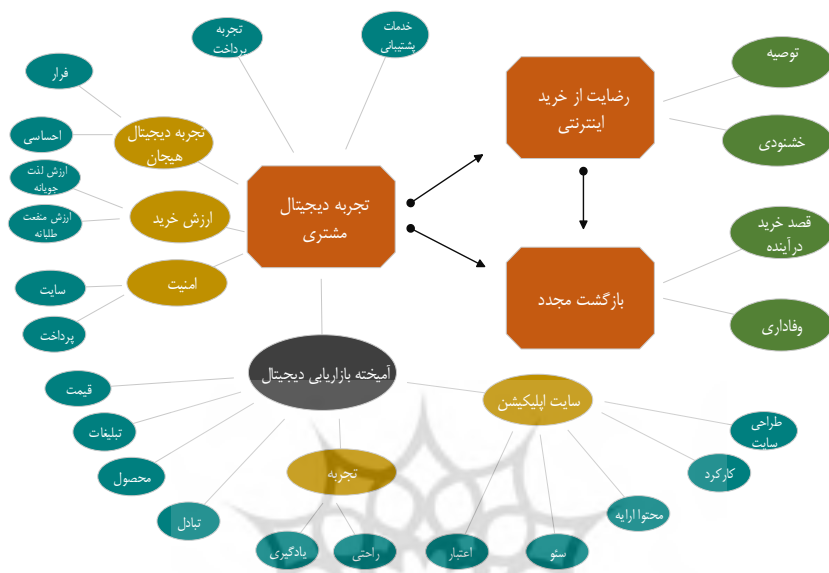 خدمات
پشتیبانی
تجربه
پرداخت
توصیه
رضایت از خرید
اینترنتی
فرار
تجربه دیجیتال
هیجان
احساسی
خشنودی
ارزش لذت
جویانه
ارزش منفعت
طلبانه
ارزش خرید
تجربه دیجیتال
مشتری
قصد خرید
درآینده
امنیت
سایت
پرداخت
بازگشت مجدد
وفاداری
آمیخته بازاریابی دیجیتال
قیمت
سایت اپلیکیشن
تبلیغات
طراحی
سایت
محصول
تجربه
کارکرد
تبادل
محتوا ارایه
یادگیری
راحتی
اعتبار
سئو